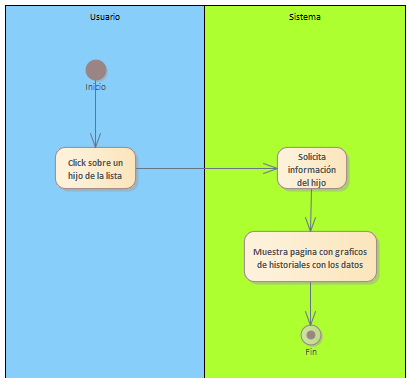 Usuario
Sistema
Inicio
Click sobre un
hijo de la lista
Solicita
información
del hijo
Muestra pagina con graficos
de historiales con los datos
Fin